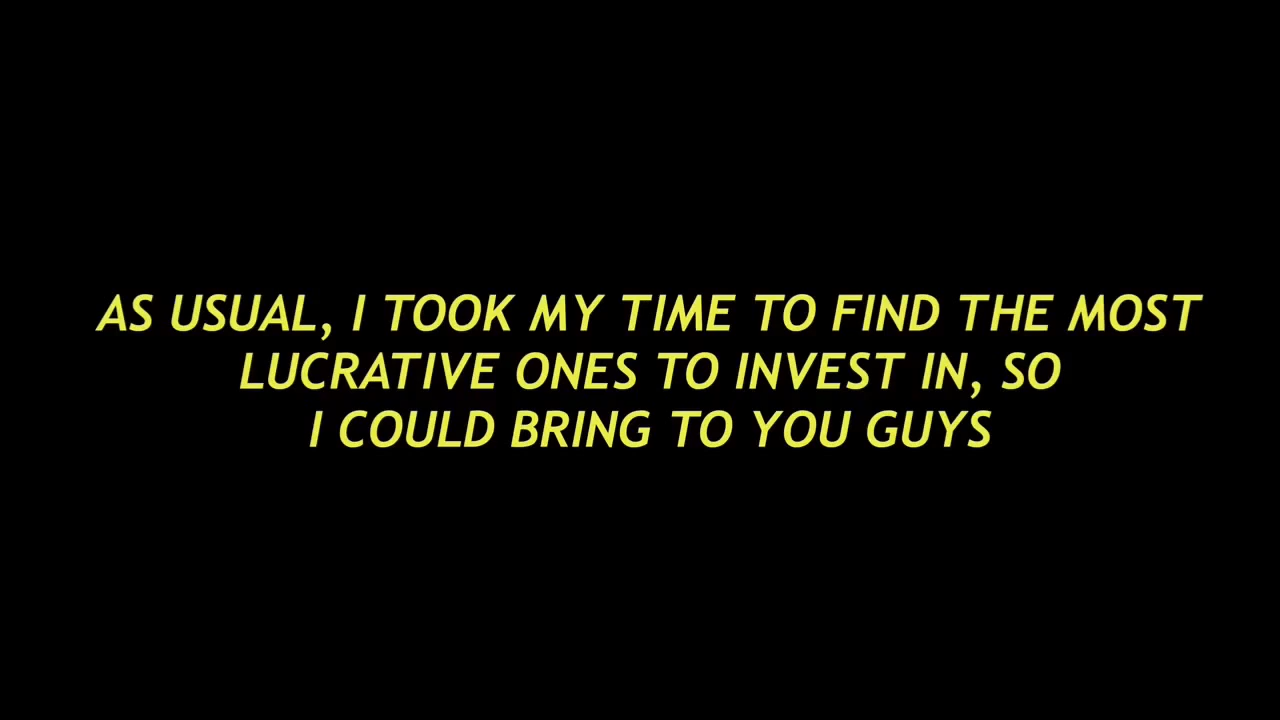 AS USUAL, I TOOK MY TIME TO FIND THE MOST
LUCRATIVE ONES TO INVEST IN, SO
I COULD BRING TO YOU GUYS